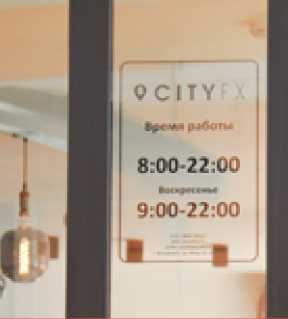 CITYFX
Время работы
8:00-22:00
Воскресенье
9:00-22:00